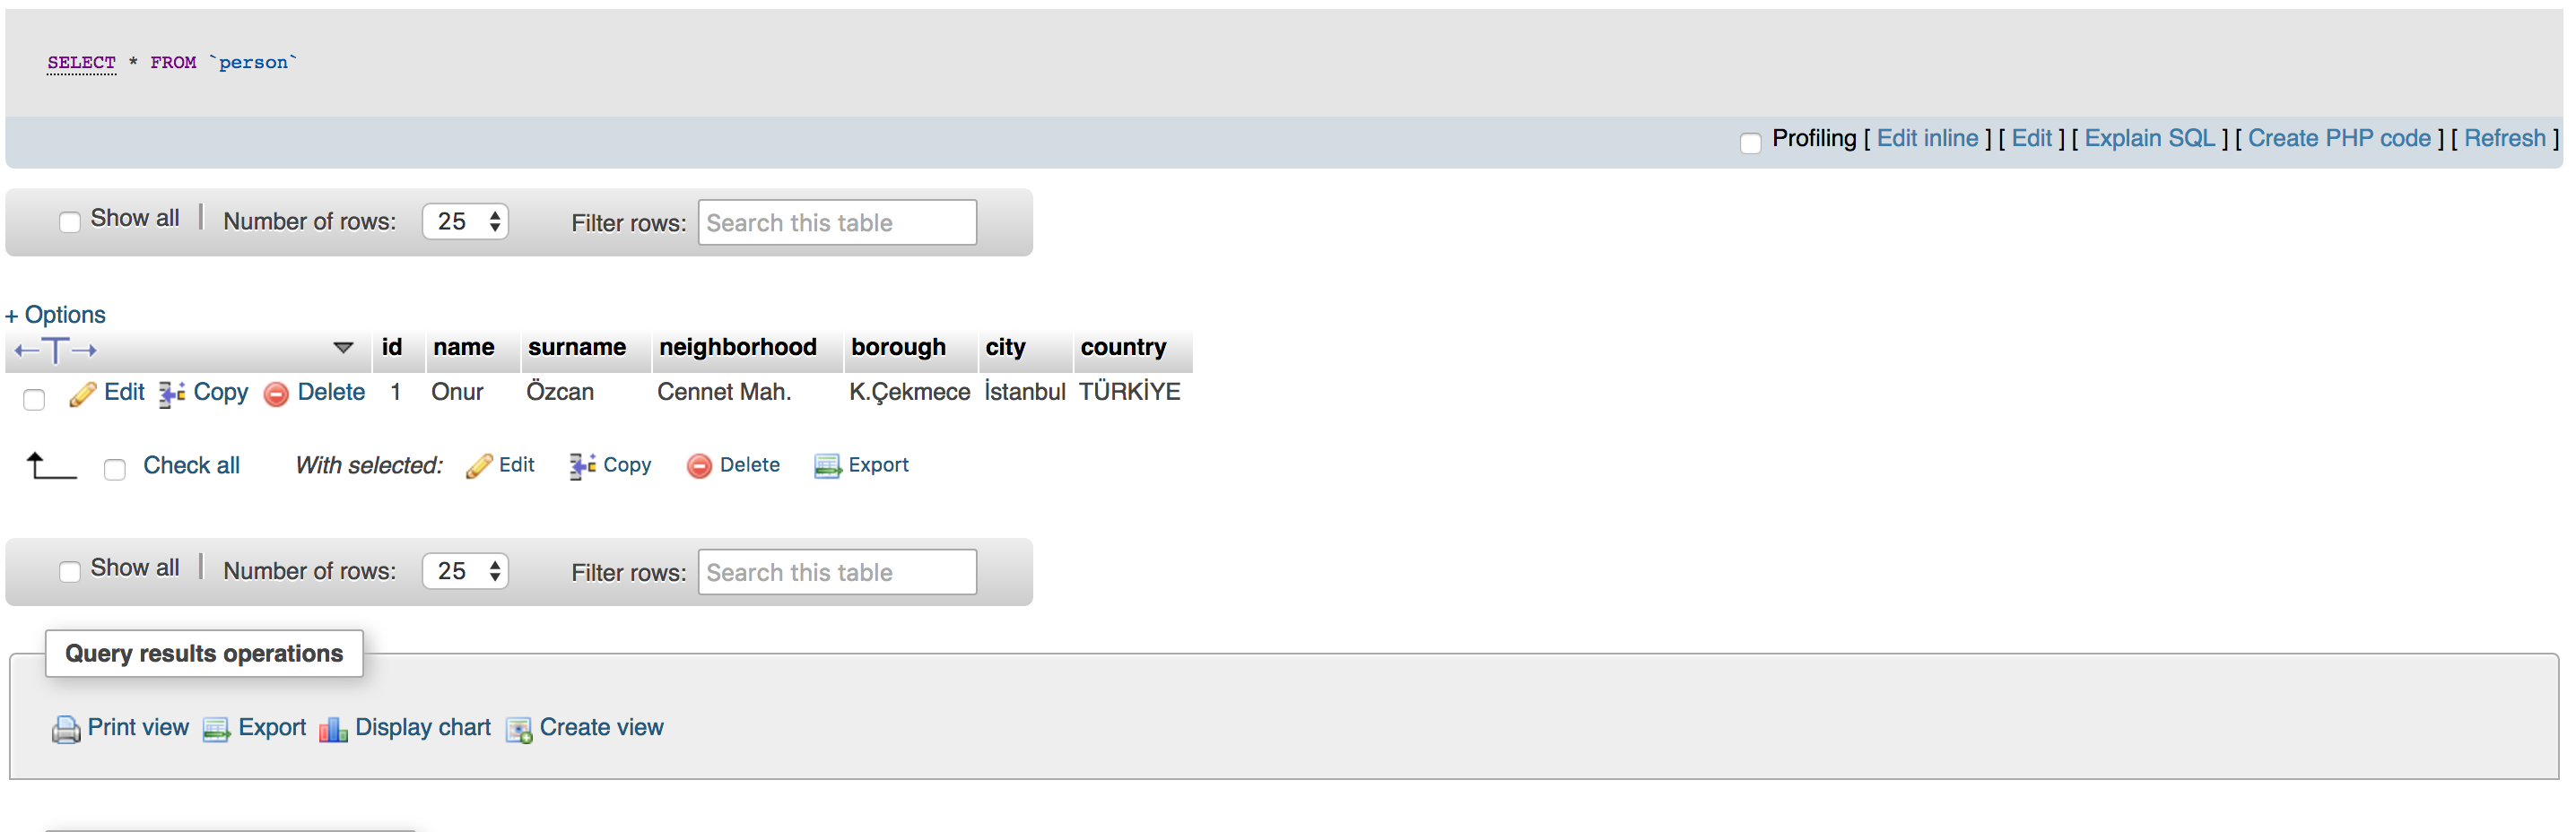 SELECT * FROM `person`
Profiling [ Edit inline ] [ Edit ] [ Explain SQL ] [ Create PHP code ] [ Refresh ]
Show all | Number of rows: 25 Filter rows: Search this table
+ Options
←T→ id name surname neighborhood borough city country
Edit Copy Delete 1 Onur Özcan Cennet Mah. K.Çekmece İstanbul TÜRKİYE
Check all With selected: Edit Copy Delete Export
Show all | Number of rows: 25 Filter rows: Search this table
Query results operations
Print view Export Display chart Create view